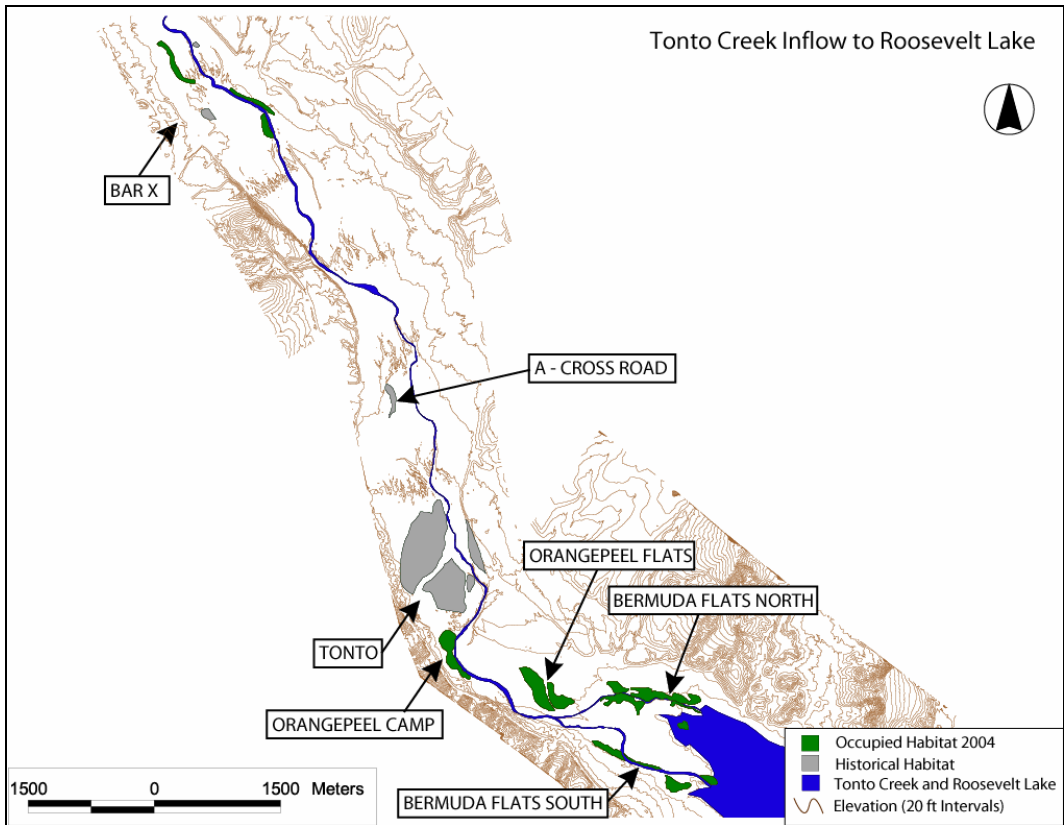 Tonto Creek Inflow to Roosevelt Lake
BAR X
A - CROSS ROAD
ORANGEPEEL FLATS
BERMUDA FLATS NORTH
TONTO
ORANGEPEEL CAMP
BERMUDA FLATS SOUTH
1500 0 1500 Meters
Occupied Habitat 2004
Historical Habitat
Tonto Creek and Roosevelt Lake
Elevation (20 ft Intervals)